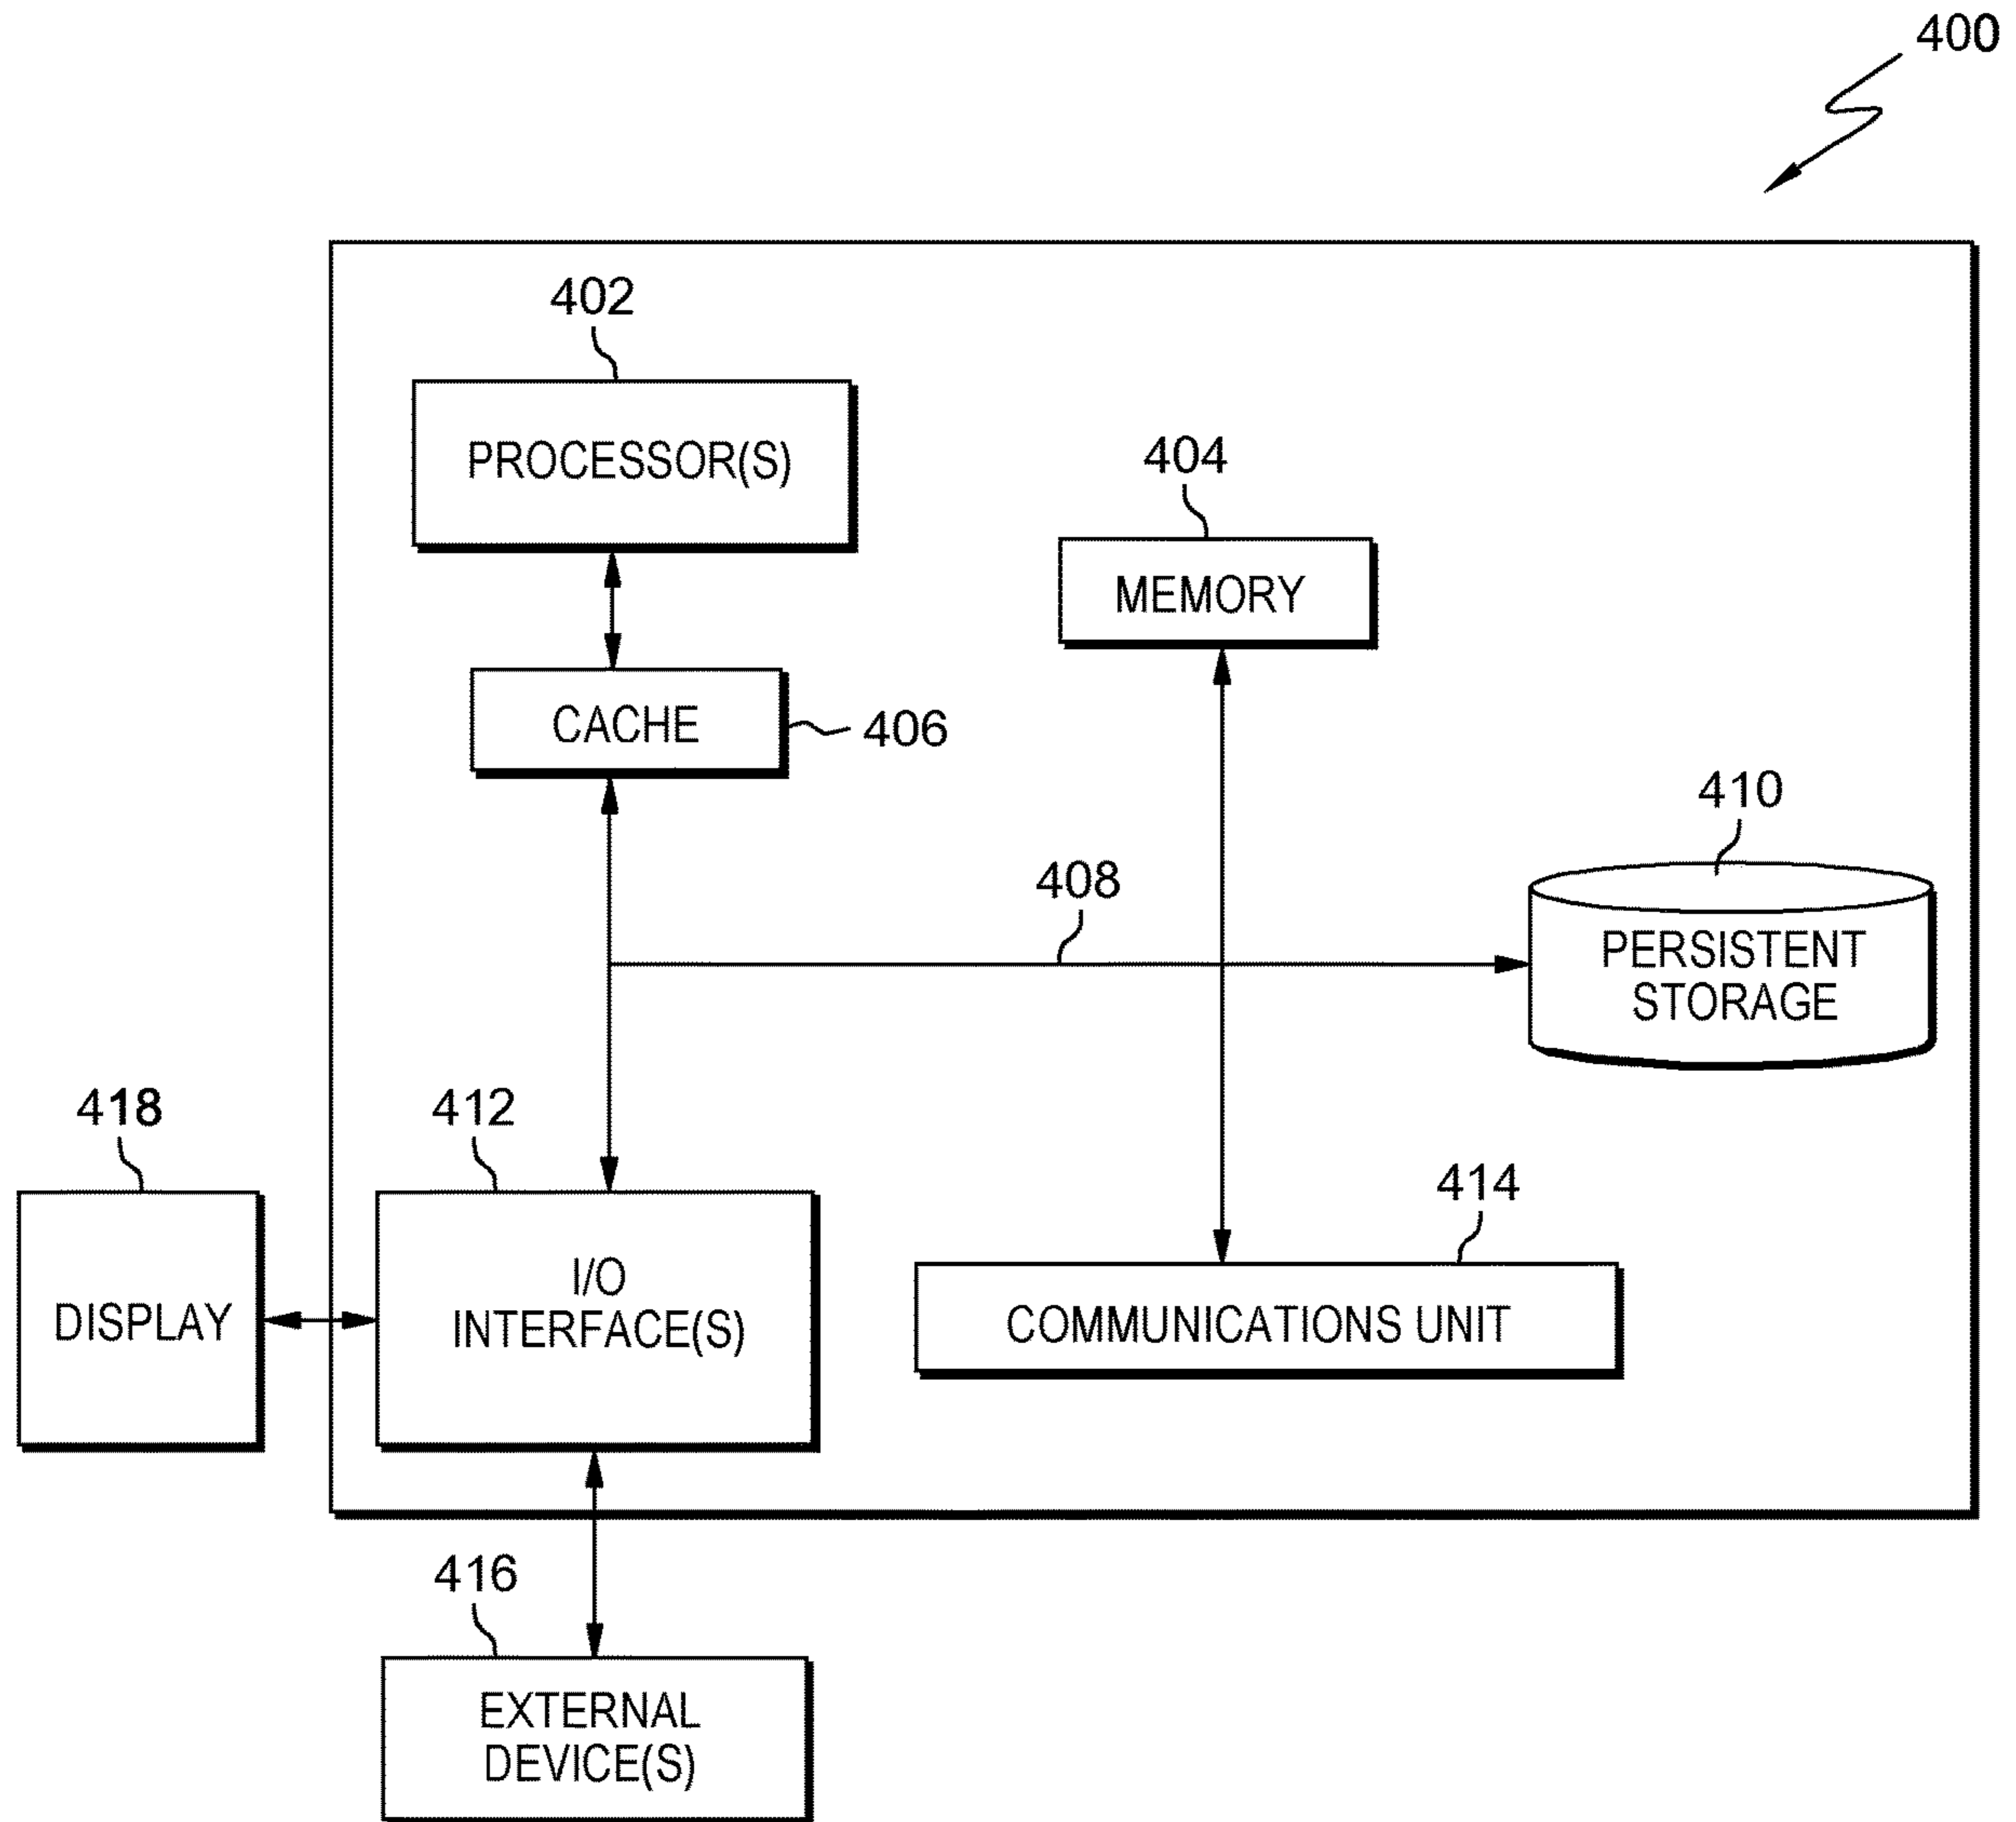 400
402
PROCESSOR(S)
404
MEMORY
CACHE
406
410
408
PERSISTENT
STORAGE
418
412
414
I/O
INTERFACE(S)
DISPLAY
COMMUNICATIONS UNIT
416
EXTERNAL
DEVICE(S)